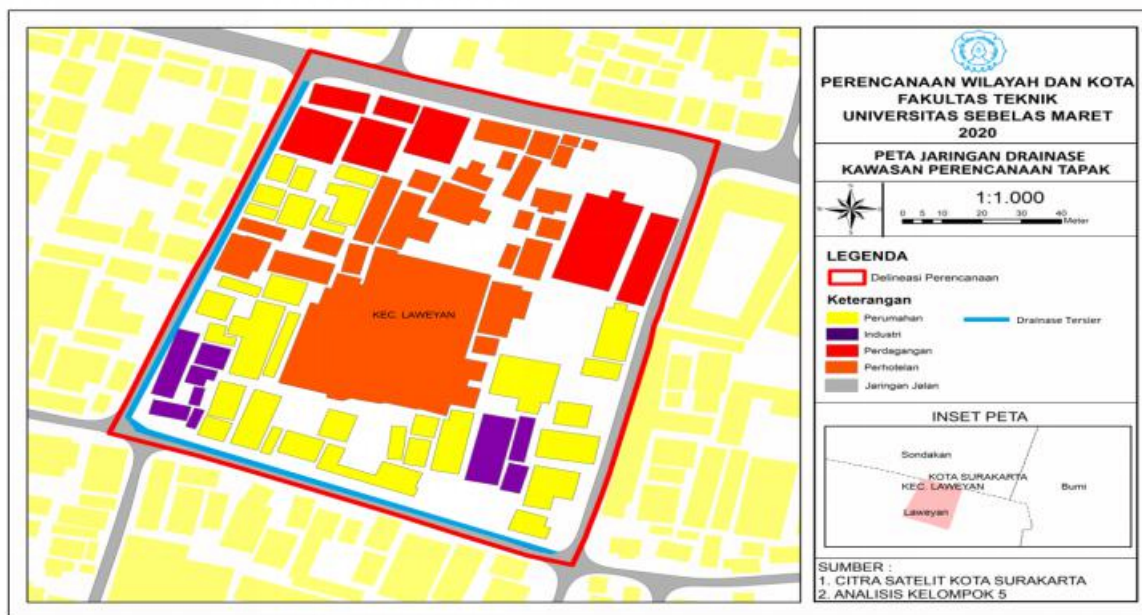 KEC. LAWEYAN
PERENCANAAN WILAYAH DAN KOTA
FAKULTAS TEKNIK
UNIVERSITAS SEBELAS MARET
2020
PETA JARINGAN DRAINASE
KAWASAN PERENCANAAN TAPAK
1:1.000
0 5 10 20 30 40
Meter
LEGENDA
Delineasi Perencanaan
Keterangan
Perumahan
Drainase Tersier
Industri
Perdagangan
Perhotelan
Jaringan Jalan
INSET PETA
Sondakan
KOTA SURAKARTA
KEC. LAWEYAN
Bumi
Laweyan
SUMBER :
1. CITRA SATELIT KOTA SURAKARTA
2. ANALISIS KELOMPOK 5